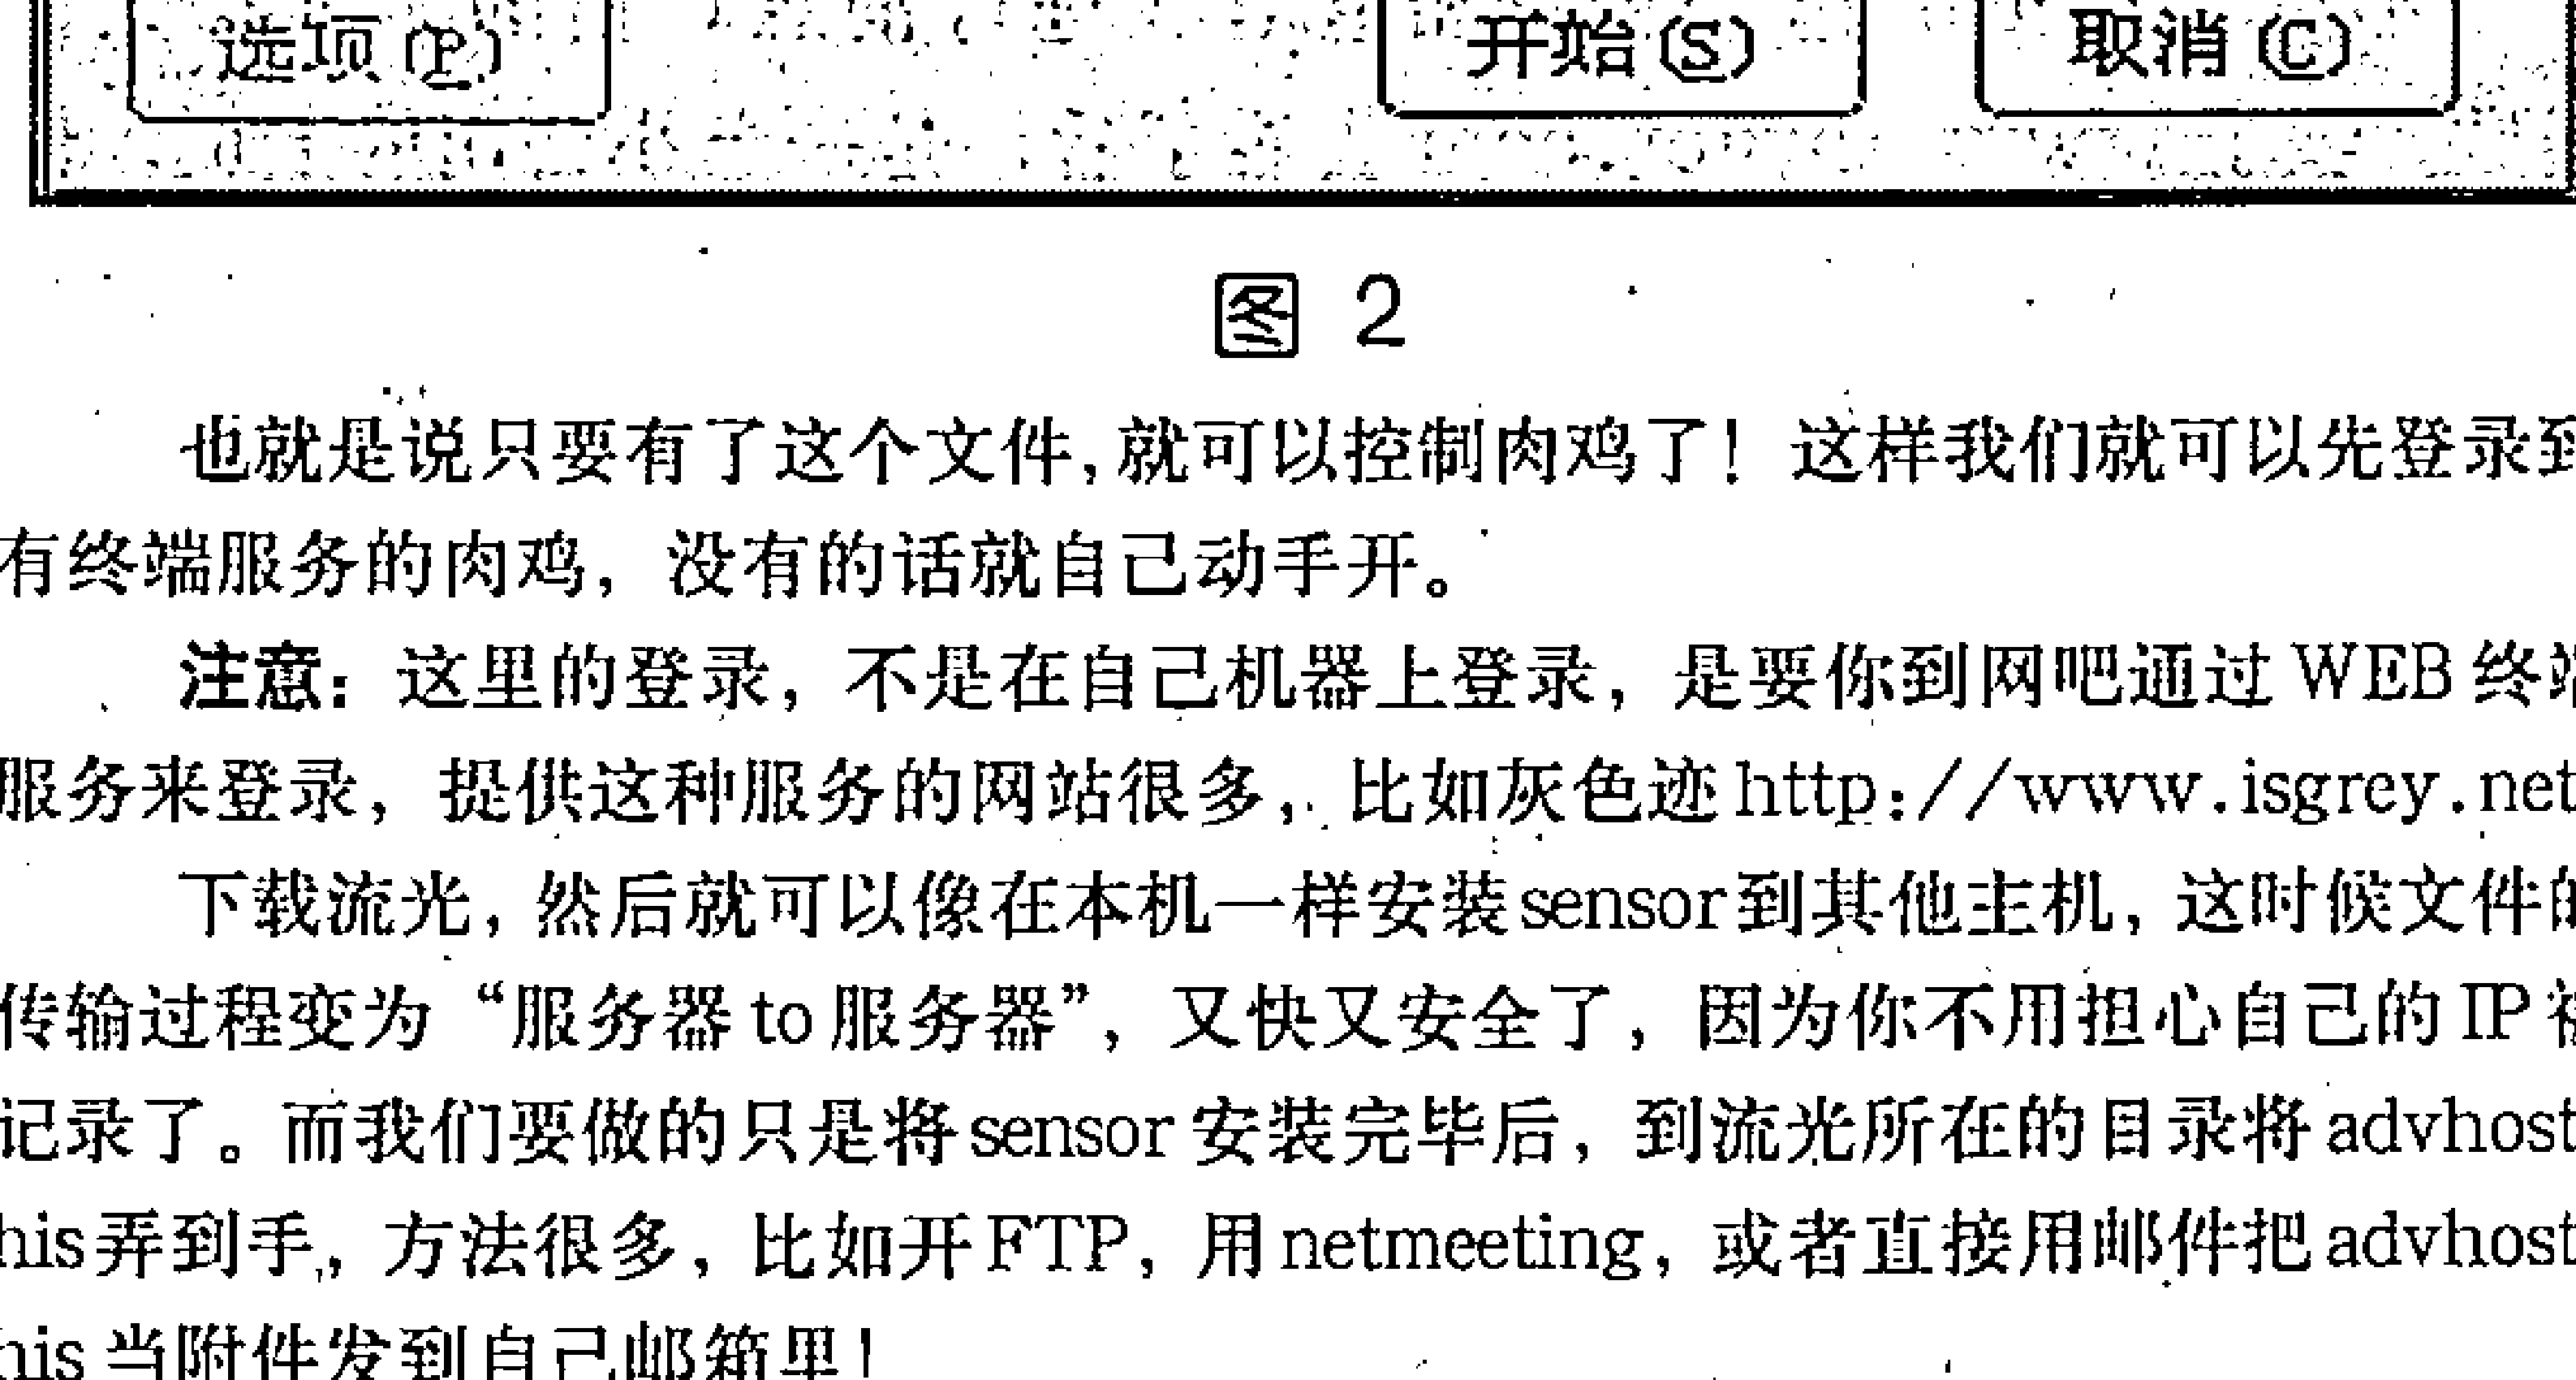 选项(P) 开始(S) 取消(C)
图 2
也就是说只要有了这个文件,就可以控制肉鸡了！这样我们就可以先登录到
有终端服务的肉鸡，没有的话就自己动手开。
注意：这里的登录，不是在自己机器上登录，是要你到网吧通过WEB终端
服务来登录，提供这种服务的网站很多，比如灰色迹http://www.isgrey.net
下载流光，然后就可以像在本机一样安装sensor到其他主机，这时候文件的
传输过程变为“服务器to服务器”，又快又安全了，因为你不用担心自己的IP被
记录了。而我们要做的只是将sensor安装完毕后，到流光所在的目录将advhost
his弄到手，方法很多，比如开FTP，用netmeeting，或者直接用邮件把advhost
his当附件发到自己邮箱里！